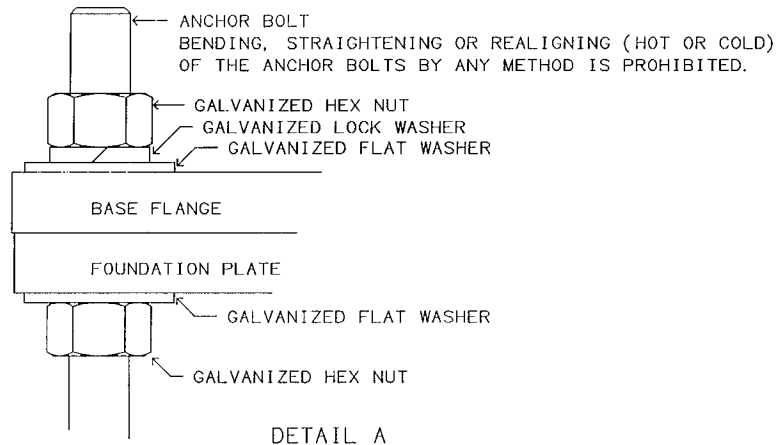 ANCHOR BOLT
BENDING, STRAIGHTENING OR REALIGNING (HOT OR COLD)
OF THE ANCHOR BOLTS BY ANY METHOD IS PROHIBITED.
GALVANIZED HEX NUT
GALVANIZED LOCK WASHER
GALVANIZED FLAT WASHER
BASE FLANGE
FOUNDATION PLATE
GALVANIZED FLAT WASHER
GALVANIZED HEX NUT
DETAIL A